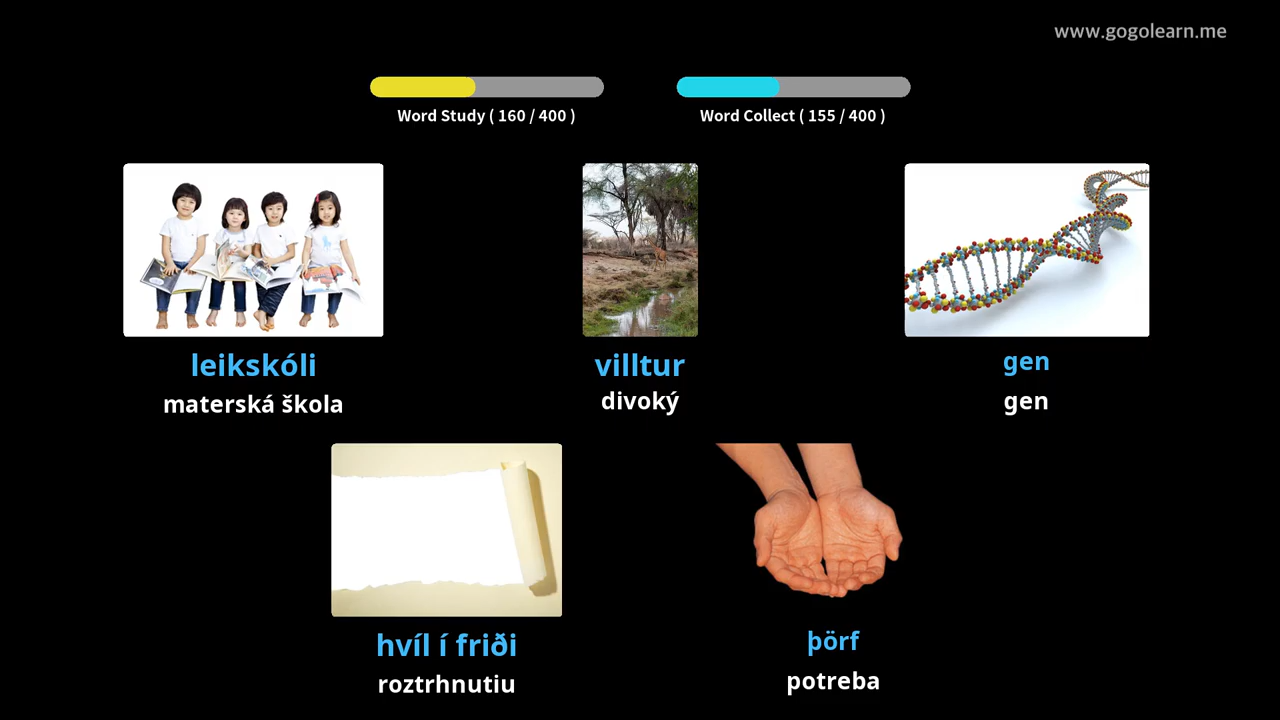 www.gogolearn.me
Word Study ( 160 / 400 )
Word Collect ( 155 / 400 )
leikskóli
materská škola
villtur
divoký
gen
gen
hvíl í friði
roztrhnutiu
þörf
potreba